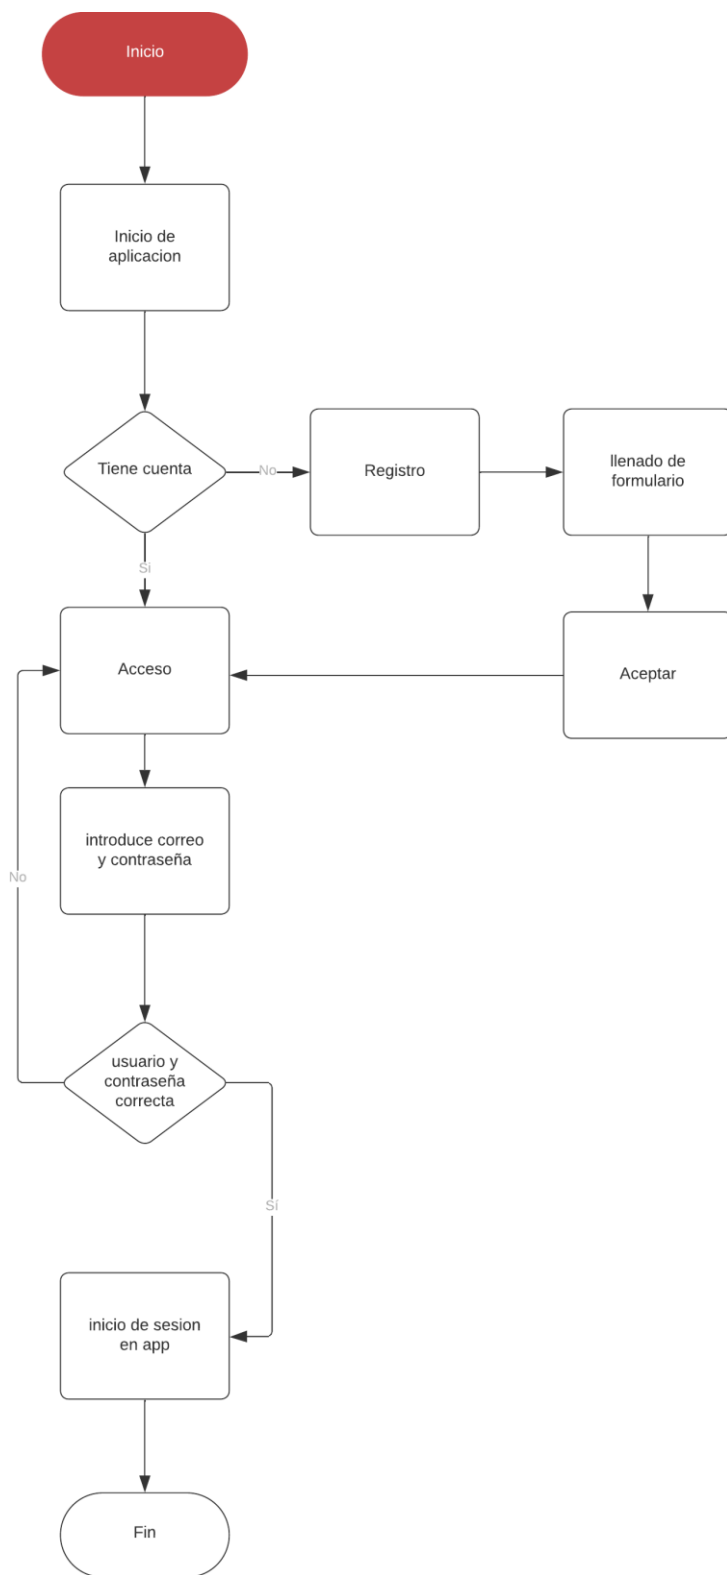 Inicio
Inicio de
aplicacion
Tiene cuenta
No
Registro
llenado de
formulario
Si
Acceso
Aceptar
introduce correo
y contraseña
No
usuario y
contraseña
correcta
Sí
inicio de sesion
en app
Fin